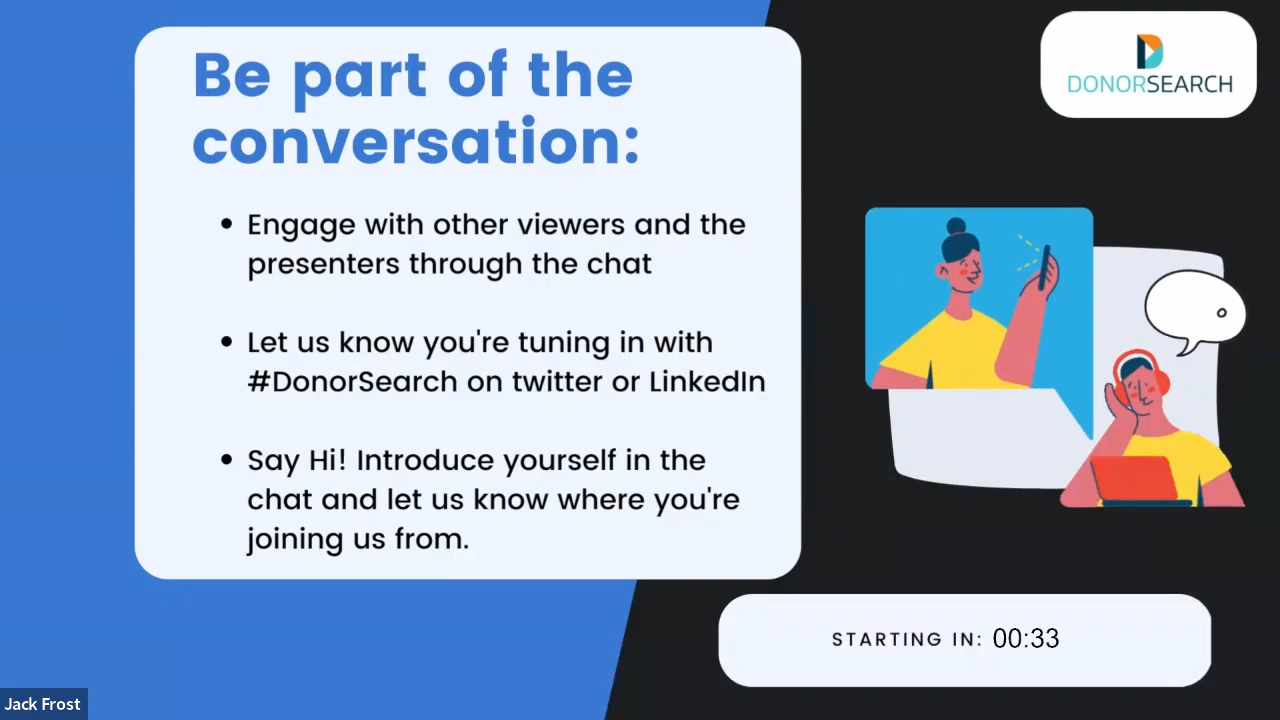 Be part of the
conversation:
• Engage with other viewers and the
presenters through the chat
• Let us know you're tuning in with
#DonorSearch on twitter or LinkedIn
• Say Hi! Introduce yourself in the
chat and let us know where you're
joining us from.
DONORSEARCH
STARTING IN: 00:33
Jack Frost